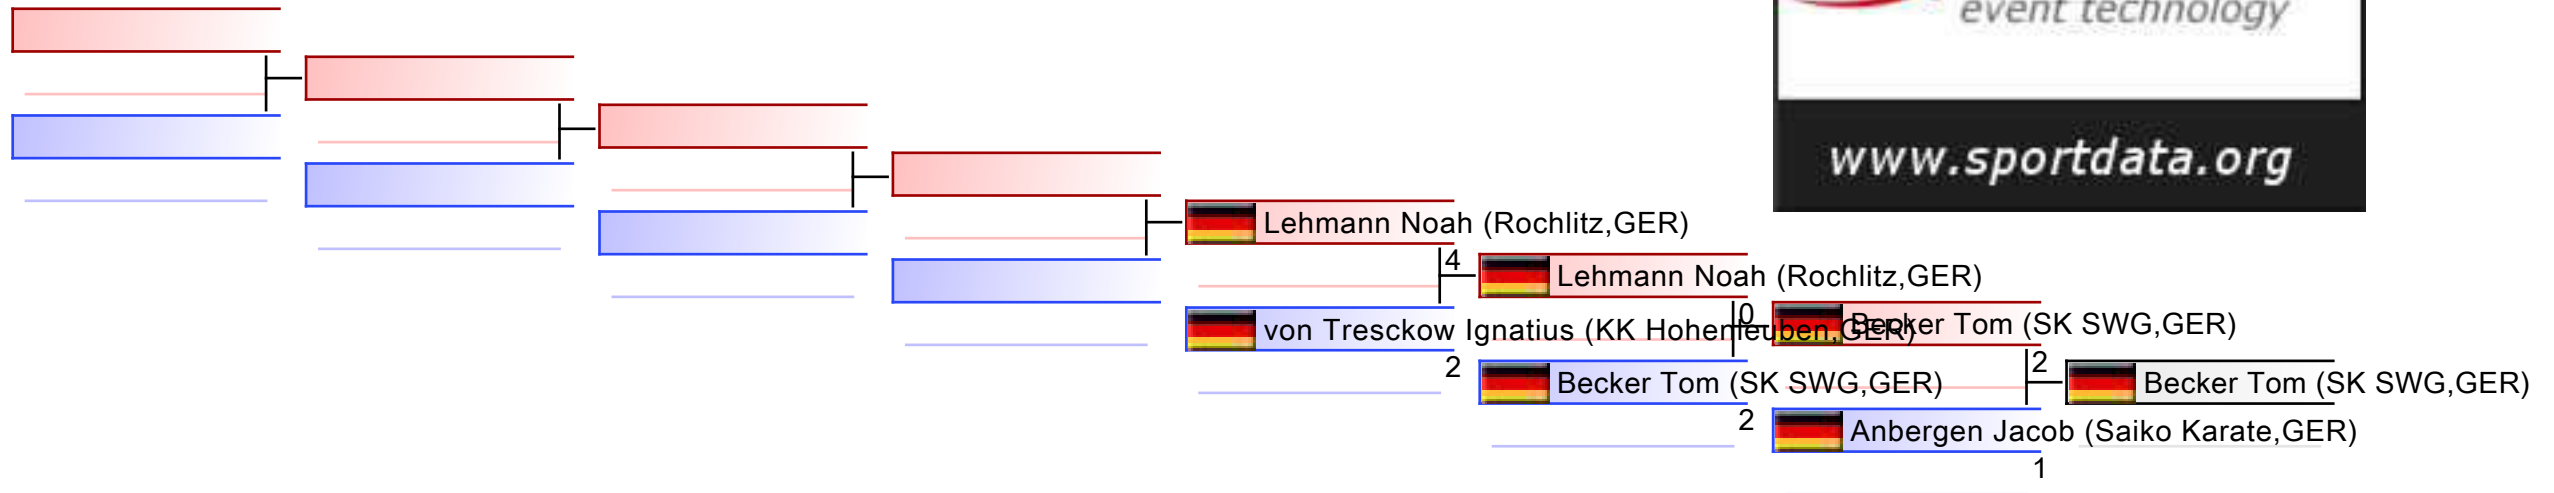 event technology
www.sportdata.org
Lehmann Noah (Rochlitz,GER)
4
Lehmann Noah (Rochlitz,GER)
von Tresckow Ignatius (KK Hohenleuben,GER)
2
0
Becker Tom (SK SWG,GER)
Becker Tom (SK SWG,GER)
2
2
Becker Tom (SK SWG,GER)
Anbergen Jacob (Saiko Karate,GER)
1